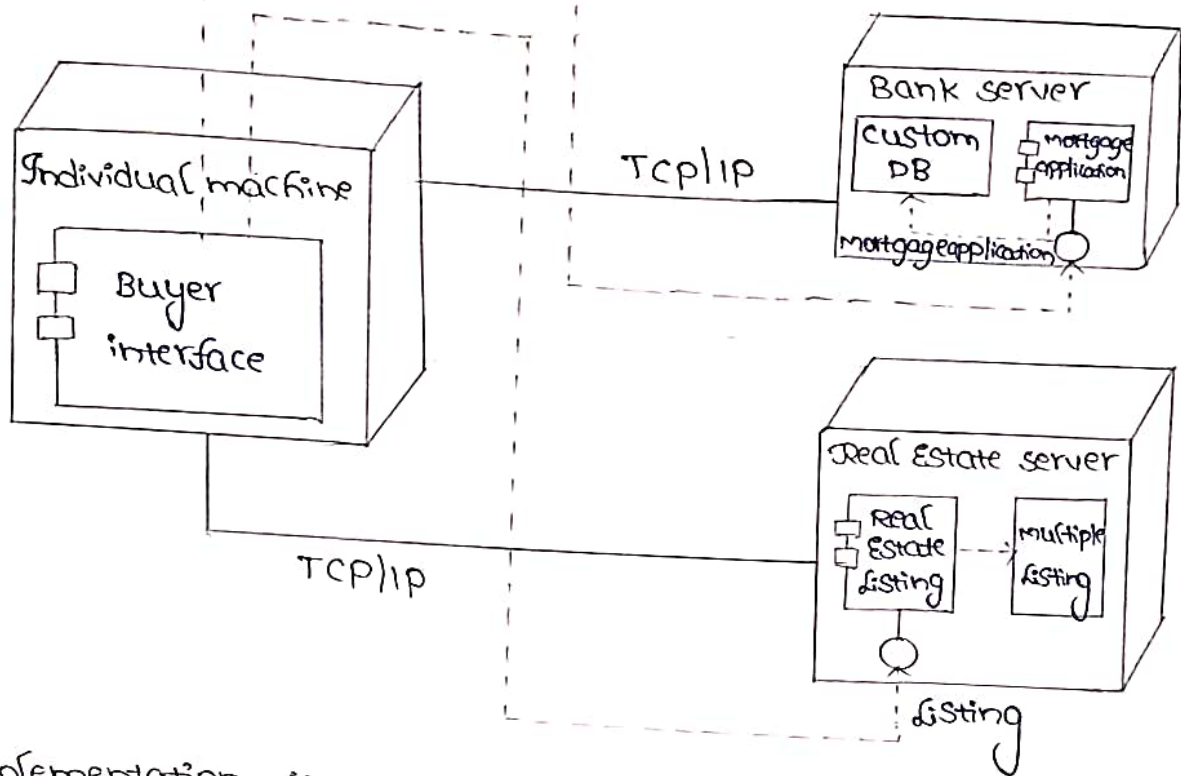 Bank server
Custom
DB
mortgage
application
TCP/IP
Individual machine
mortgageapplication
Buyer
interface
Real Estate server
Real
Estate
Listing
multiple
Listing
TCP/IP
Listing